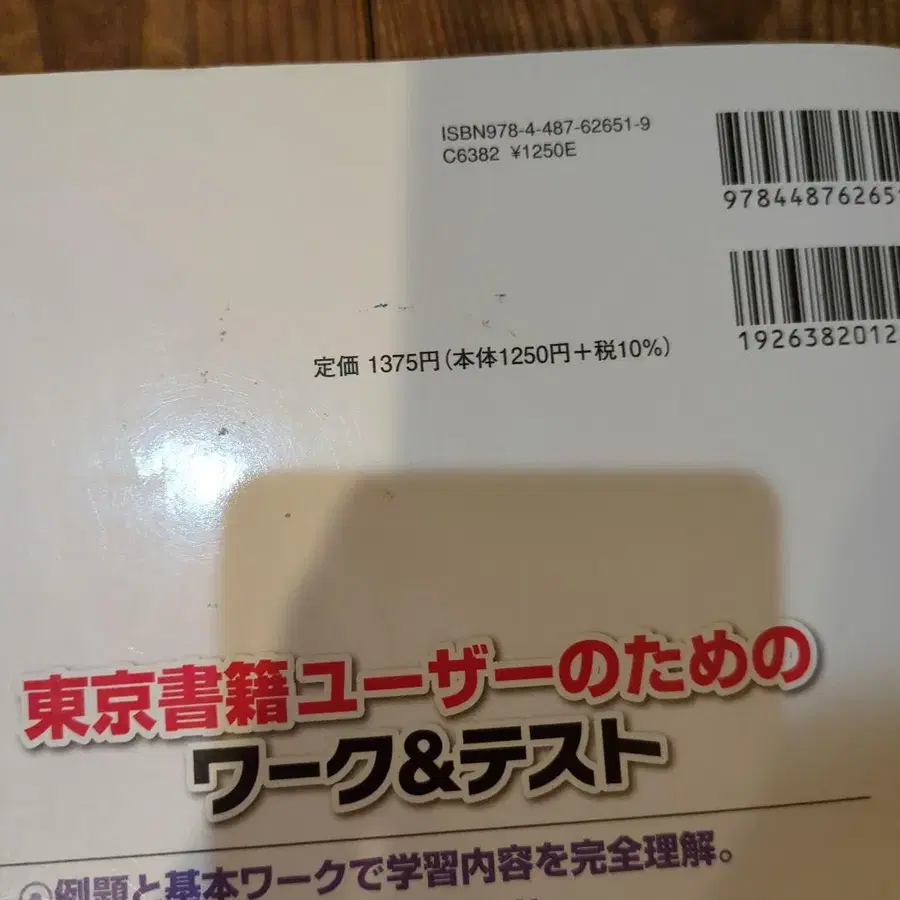 ISBN978-4-487-62651-9
C6382 ¥1250E
978448762651
1926382012
定価 1375円(本体1250円+税10%)
東京書籍ユーザーのための
ワーク&テスト
例題と基本ワークで学習内容を完全理解。